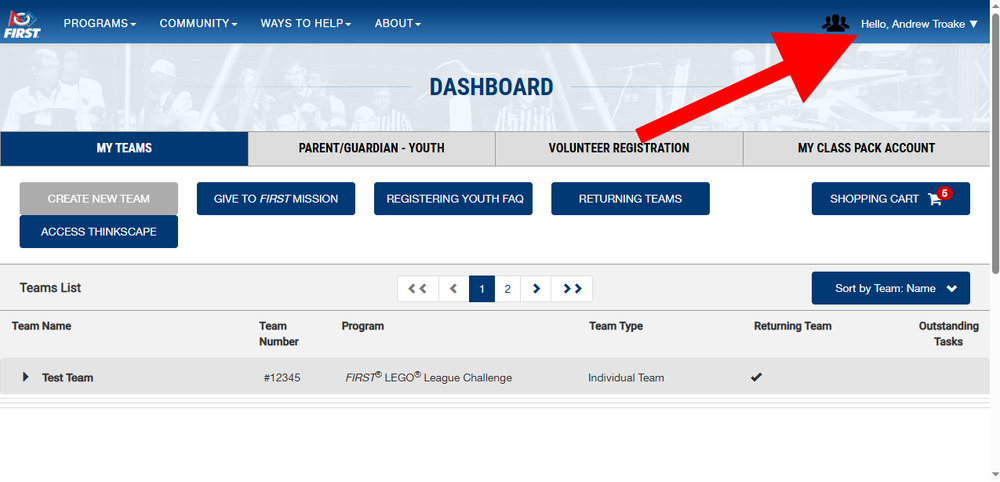 FIRST
PROGRAMS COMMUNITY WAYS TO HELP ABOUT Hello, Andrew Troake
DASHBOARD
MY TEAMS PARENT/GUARDIAN - YOUTH VOLUNTEER REGISTRATION MY CLASS PACK ACCOUNT
CREATE NEW TEAM GIVE TO FIRST MISSION REGISTERING YOUTH FAQ RETURNING TEAMS SHOPPING CART 5
ACCESS THINKSCAPE
Teams List 1 2 Sort by Team: Name
Team Name Team Number Program Team Type Returning Team Outstanding Tasks
Test Team #12345 FIRST® LEGO® League Challenge Individual Team ✔